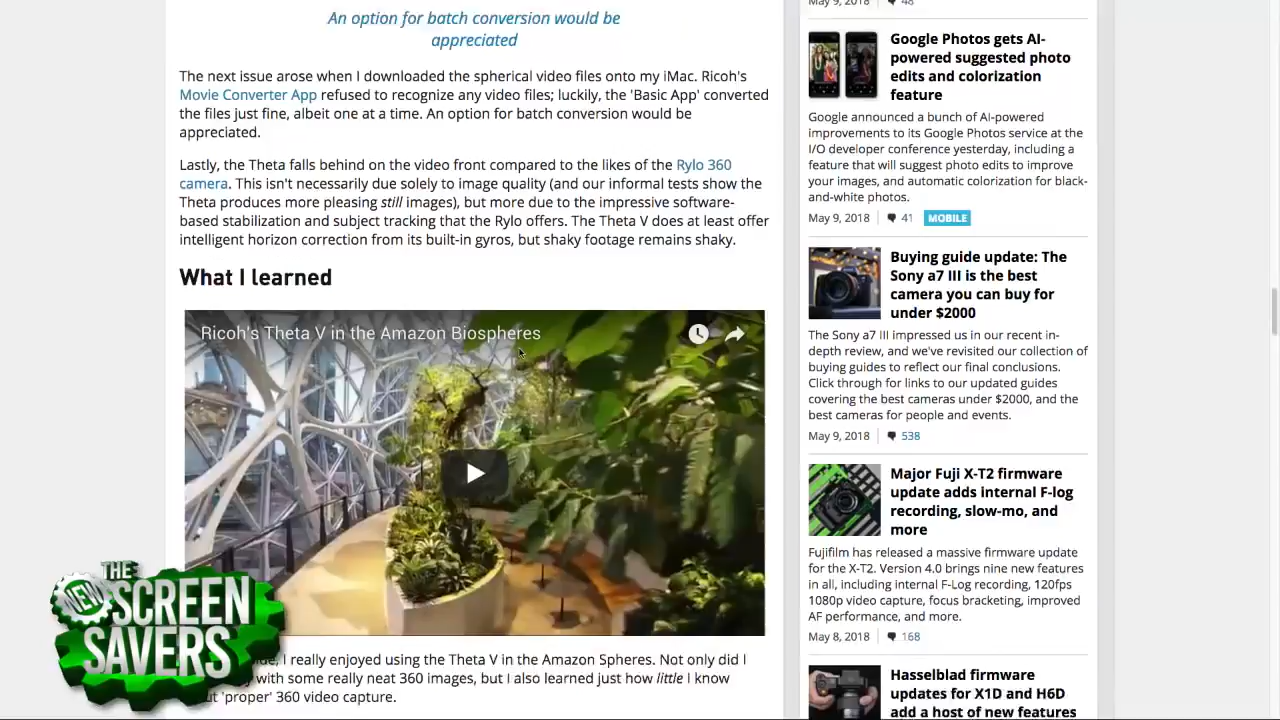 An option for batch conversion would be
appreciated
The next issue arose when I downloaded the spherical video files onto my iMac. Ricoh's
Movie Converter App refused to recognize any video files; luckily, the 'Basic App' converted
the files just fine, albeit one at a time. An option for batch conversion would be
appreciated.
Lastly, the Theta falls behind on the video front compared to the likes of the Rylo 360
camera. This isn't necessarily due solely to image quality (and our informal tests show the
Theta produces more pleasing still images), but more due to the impressive software-
based stabilization and subject tracking that the Rylo offers. The Theta V does at least offer
intelligent horizon correction from its built-in gyros, but shaky footage remains shaky.
What I learned
Ricoh's Theta V in the Amazon Biospheres
I really enjoyed using the Theta V in the Amazon Spheres. Not only did I
with some really neat 360 images, but I also learned just how little I know
'proper' 360 video capture.
THE
NEW
SCREEN
SAVERS
May 9, 2018 48
Google Photos gets AI-
powered suggested photo
edits and colorization
feature
Google announced a bunch of AI-powered
improvements to its Google Photos service at the
I/O developer conference yesterday, including a
feature that will suggest photo edits to improve
your images, and automatic colorization for black-
and-white photos.
May 9, 2018 41 MOBILE
Buying guide update: The
Sony a7 III is the best
camera you can buy for
under $2000
The Sony a7 III impressed us in our recent in-
depth review, and we've revisited our collection of
buying guides to reflect our final conclusions.
Click through for links to our updated guides
covering the best cameras under $2000, and the
best cameras for people and events.
May 9, 2018 538
Major Fuji X-T2 firmware
update adds internal F-log
recording, slow-mo, and
more
Fujifilm has released a massive firmware update
for the X-T2. Version 4.0 brings nine new features
in all, including internal F-Log recording, 120fps
1080p video capture, focus bracketing, improved
AF performance, and more.
May 8, 2018 168
Hasselblad firmware
updates for X1D and H6D
add a host of new features